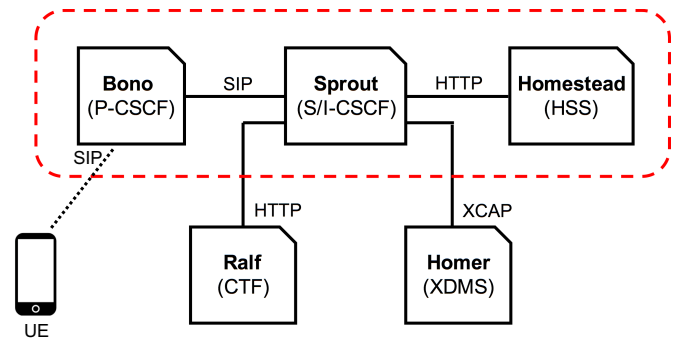 Bono
(P-CSCF)
SIP
Sprout
(S/I-CSCF)
HTTP
Homestead
(HSS)
SIP
HTTP
XCAP
Ralf
(CTF)
Homer
(XDMS)
UE